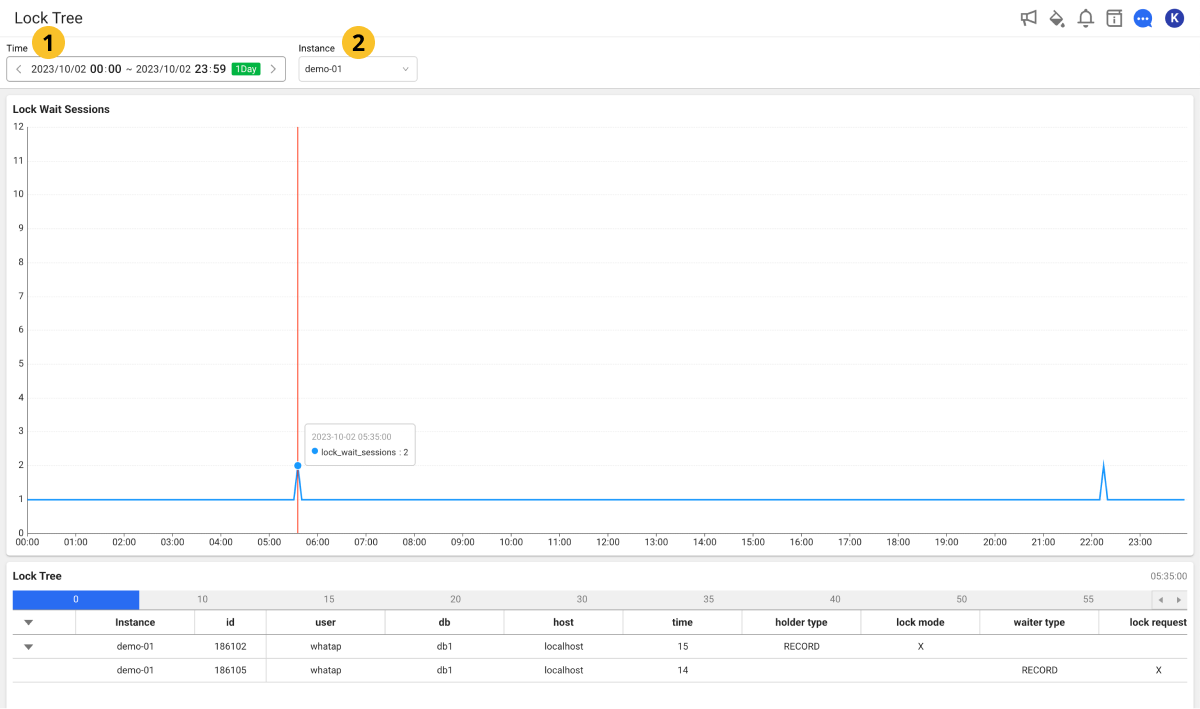 Lock Tree
K
Time 1
Instance 2
2023/10/02 00:00 ~ 2023/10/02 23:59 1Day
demo-01
Lock Wait Sessions
12
11
10
9
8
7
6
5
4
3
2
1
0
2023-10-02 05:35:00
lock_wait_sessions : 2
00:00 01:00 02:00 03:00 04:00 05:00 06:00 07:00 08:00 09:00 10:00 11:00 12:00 13:00 14:00 15:00 16:00 17:00 18:00 19:00 20:00 21:00 22:00 23:00
Lock Tree 05:35:00
0 10 15 20 30 35 40 50 55
Instance id user db host time holder type lock mode waiter type lock request
demo-01 186102 whatap db1 localhost 15 RECORD X
demo-01 186105 whatap db1 localhost 14 RECORD X